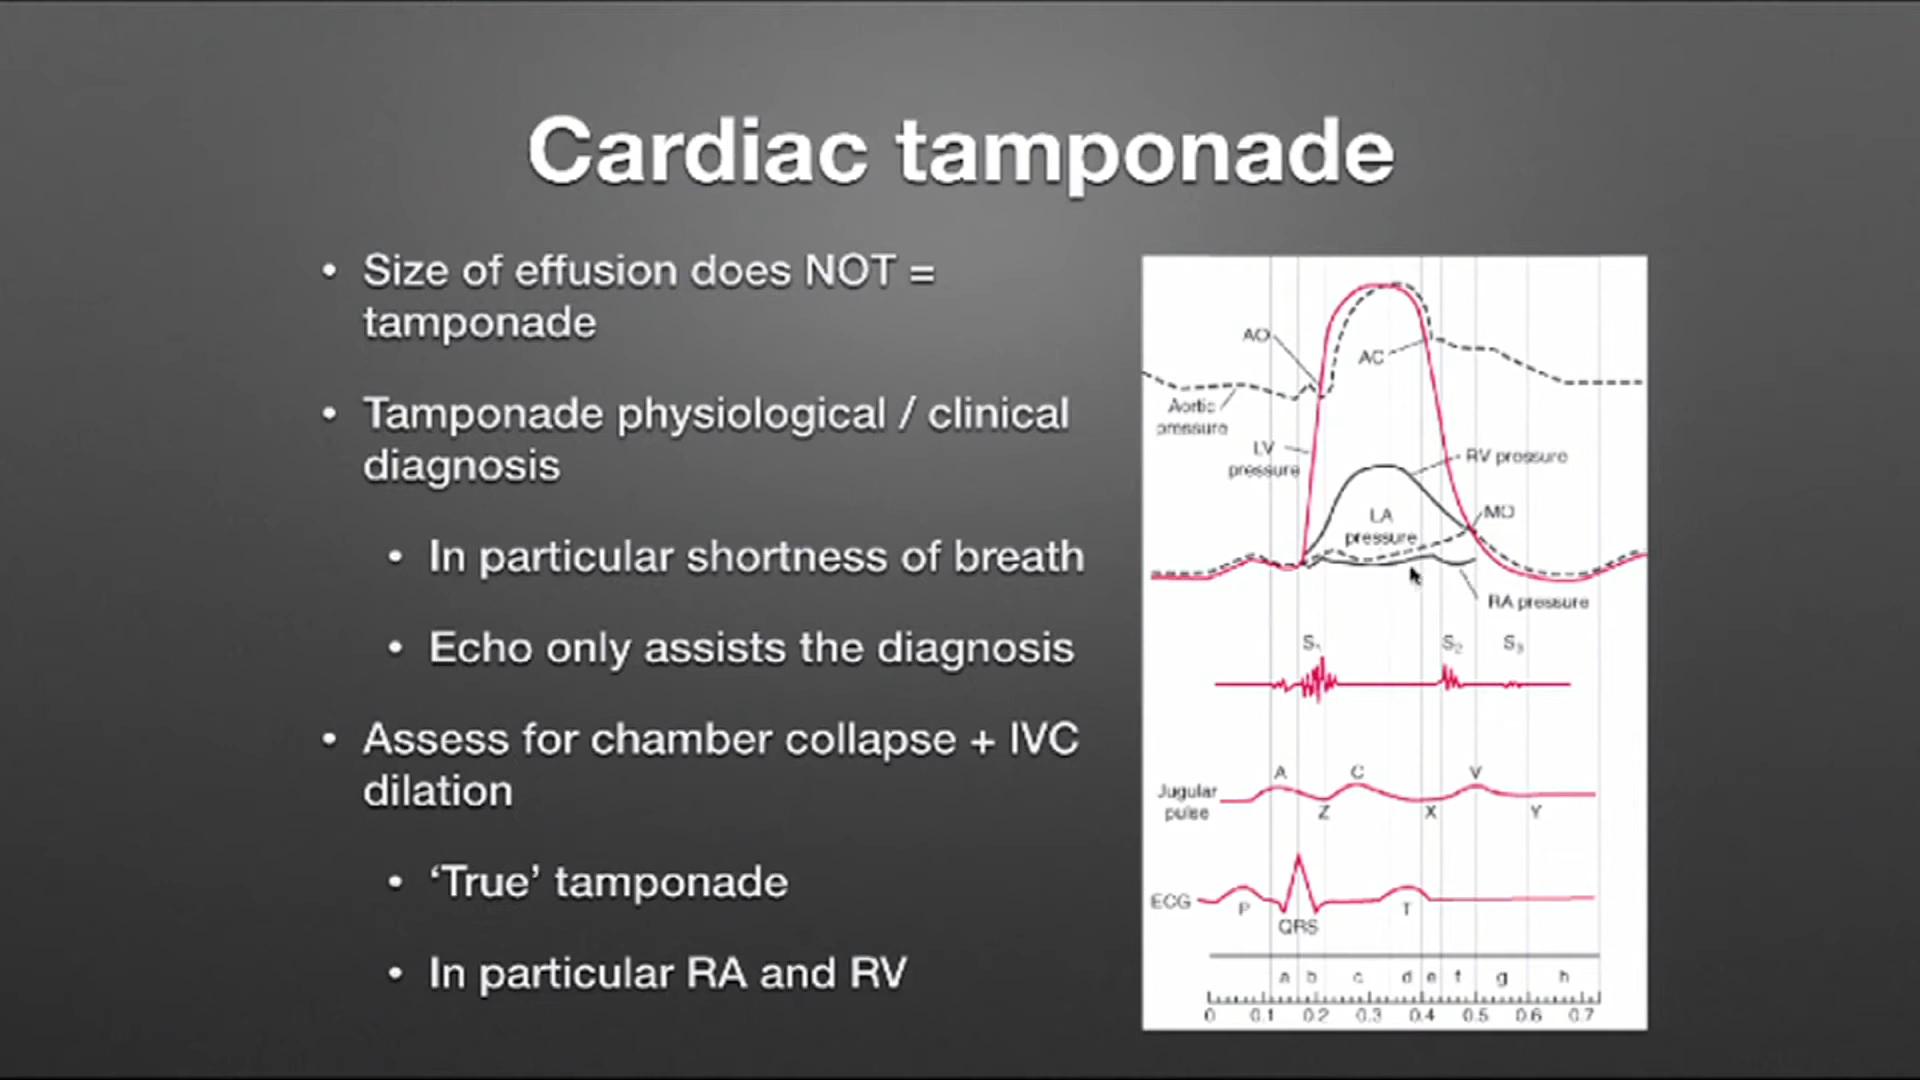 Cardiac tamponade
• Size of effusion does NOT =
tamponade
• Tamponade physiological / clinical
diagnosis
• In particular shortness of breath
• Echo only assists the diagnosis
• Assess for chamber collapse + IVC
dilation
• ‘True’ tamponade
• In particular RA and RV
AO
AC
Aortic
pressure
LV
pressure
RV pressure
LA
pressure
MO
RA pressure
S1 S2 S3
A C V
Jugular
pulse
Z X Y
ECG
P T
QRS
a b c d e f g h
0 0.1 0.2 0.3 0.4 0.5 0.6 0.7